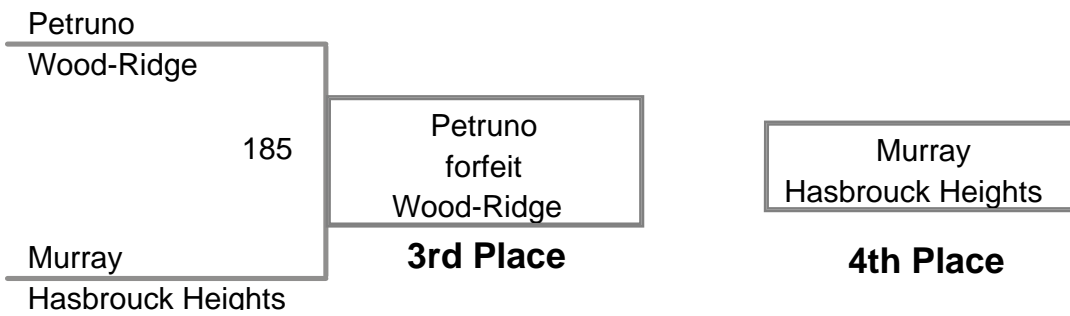 Petruno
Wood-Ridge
185
Petruno
forfeit
Wood-Ridge
3rd Place
Murray
Hasbrouck Heights
4th Place
Murray
Hasbrouck Heights